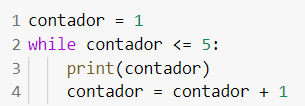 1 contador = 1
2 while contador <= 5:
3     print(contador)
4     contador = contador + 1